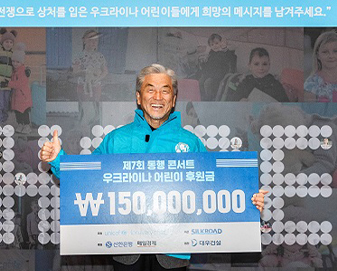 전쟁으로 상처를 입은 우크라이나 어린이들에게 희망의 메시지를 남겨주세요."
제7회 동행 콘서트
우크라이나 어린이 후원금
₩150,000,000
SILKROAD
신한은행 매일경제 대우건설